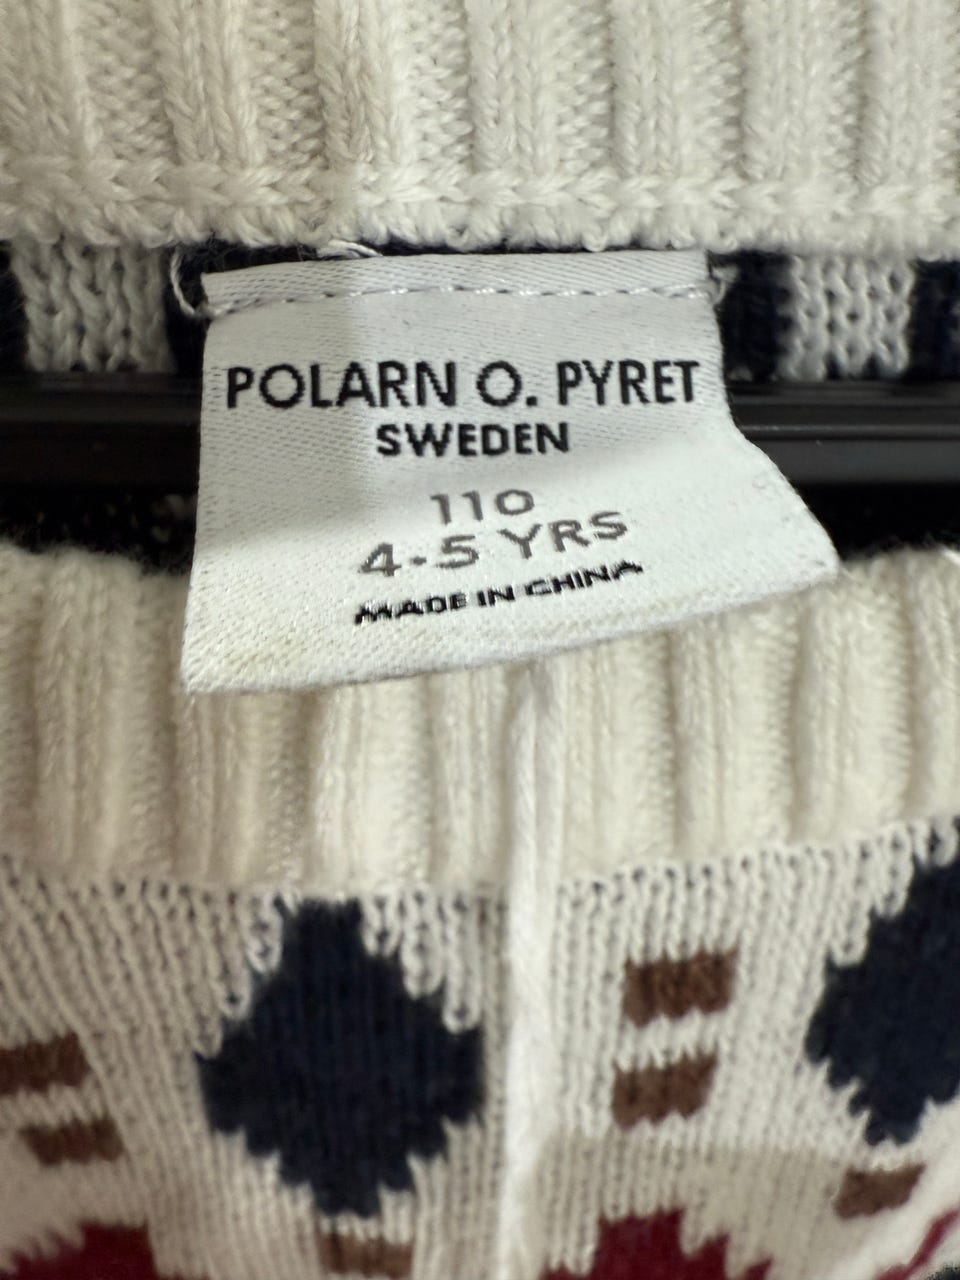 POLARN O. PYRET
SWEDEN
110
4-5 YRS
MADE IN CHINA